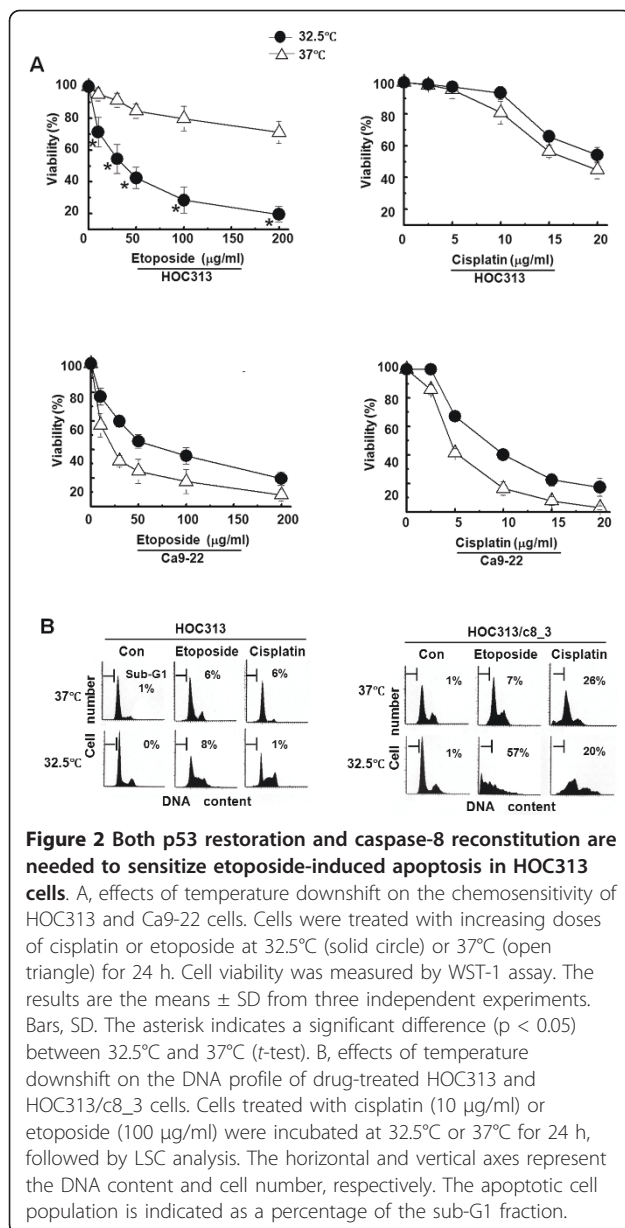 32.5℃
37℃
A
Viability (%)
100
80
60
40
20
*
*
*
*
*
0
50
100
150
200
Etoposide (μg/ml)
HOC313
Viability (%)
100
80
60
40
20
0
5
10
15
20
Cisplatin (μg/ml)
HOC313
Viability (%)
100
80
60
40
20
0
50
100
150
200
Etoposide (μg/ml)
Ca9-22
Viability (%)
100
80
60
40
20
0
5
10
15
20
Cisplatin (μg/ml)
Ca9-22
B
HOC313
Con Etoposide Cisplatin
37℃
Sub-G1
1% 6% 6%
32.5℃
0% 8% 1%
Cell number
DNA content
HOC313/c8_3
Con Etoposide Cisplatin
37℃
1% 7% 26%
32.5℃
1% 57% 20%
Cell number
DNA content
Figure 2 Both p53 restoration and caspase-8 reconstitution are
needed to sensitize etoposide-induced apoptosis in HOC313
cells. A, effects of temperature downshift on the chemosensitivity of
HOC313 and Ca9-22 cells. Cells were treated with increasing doses
of cisplatin or etoposide at 32.5°C (solid circle) or 37°C (open
triangle) for 24 h. Cell viability was measured by WST-1 assay. The
results are the means ± SD from three independent experiments.
Bars, SD. The asterisk indicates a significant difference (p < 0.05)
between 32.5°C and 37°C (t-test). B, effects of temperature
downshift on the DNA profile of drug-treated HOC313 and
HOC313/c8_3 cells. Cells treated with cisplatin (10 μg/ml) or
etoposide (100 μg/ml) were incubated at 32.5°C or 37°C for 24 h,
followed by LSC analysis. The horizontal and vertical axes represent
the DNA content and cell number, respectively. The apoptotic cell
population is indicated as a percentage of the sub-G1 fraction.